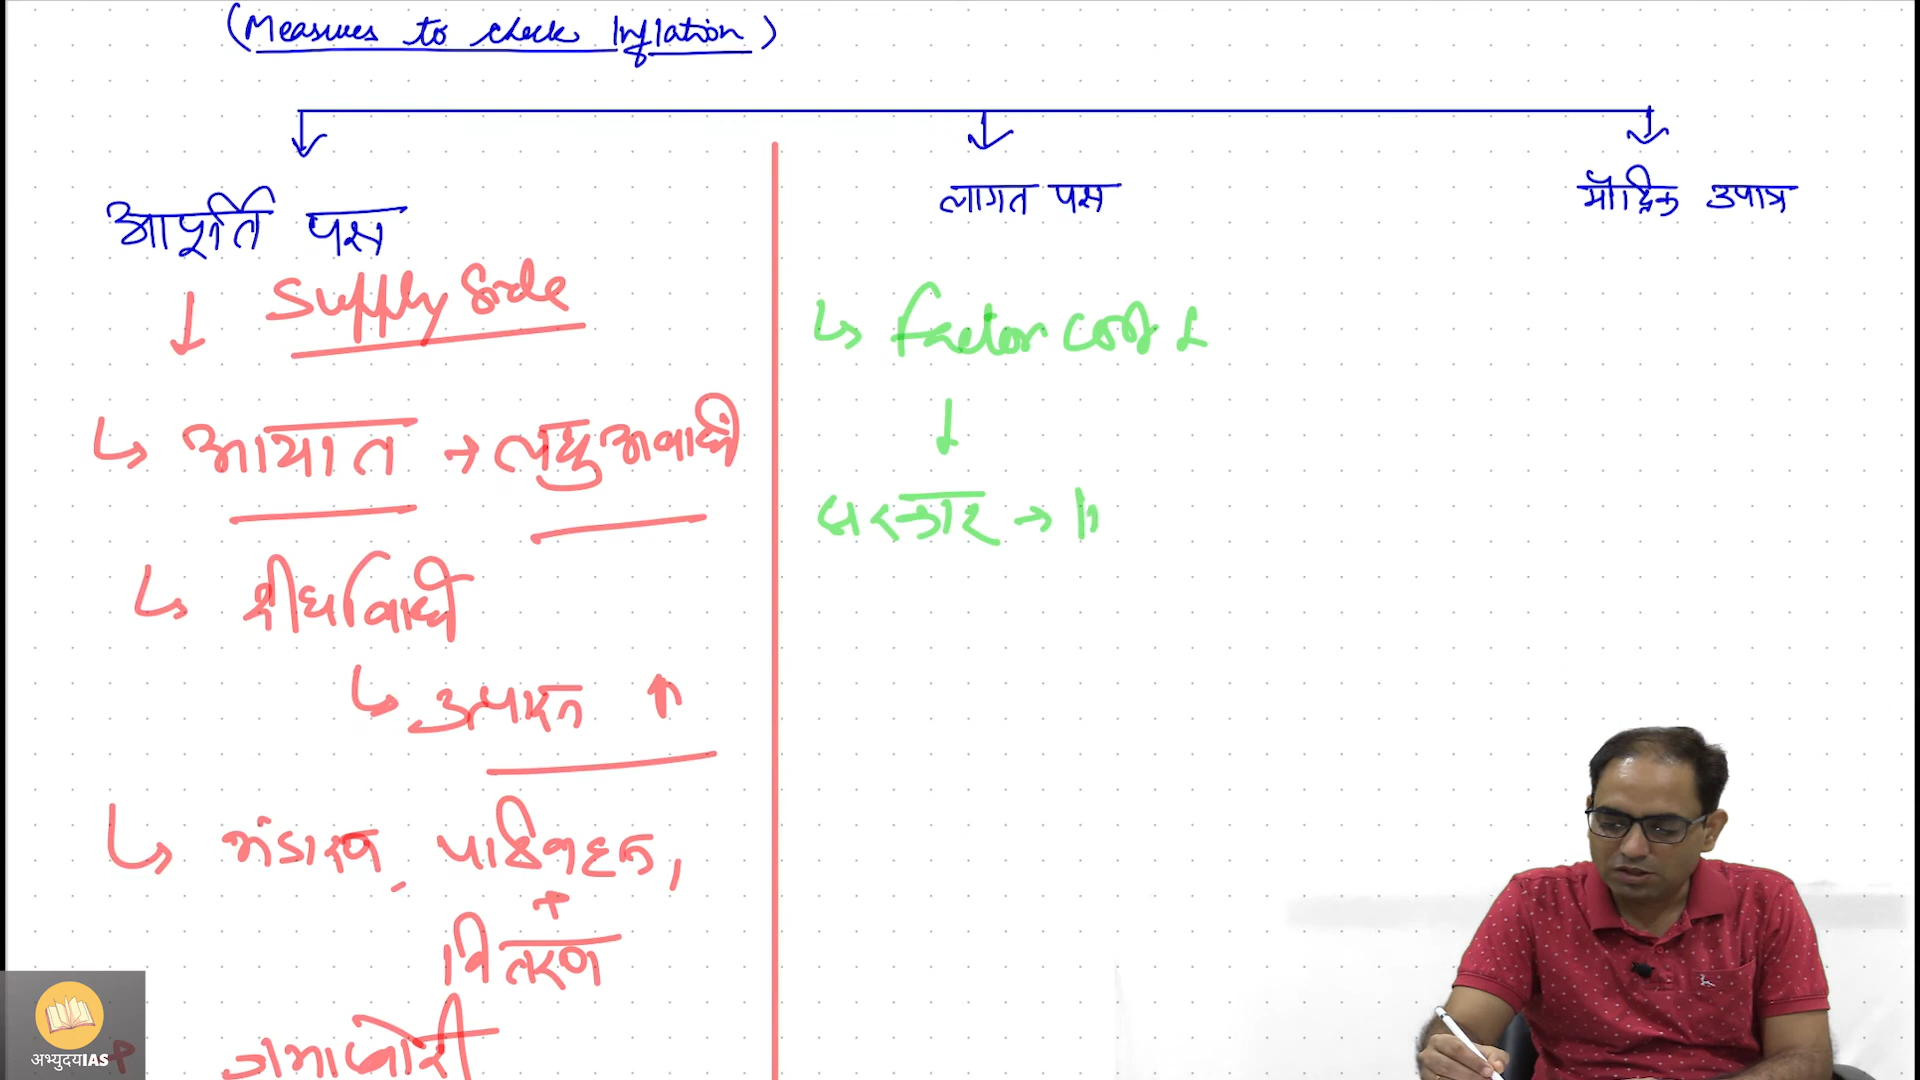 (Measures to check Inflation)
आपूर्ति पक्ष
Supply Side
आयात → लघु अवधि
दीर्घावधि
उत्पादन ↑
भंडारण, परिवहन,
+
वितरण
+ जमाखोरी
लागत पक्ष
Factor cost ↓
↓
सरकार →
मौद्रिक उपाय
अभ्युदयIAS